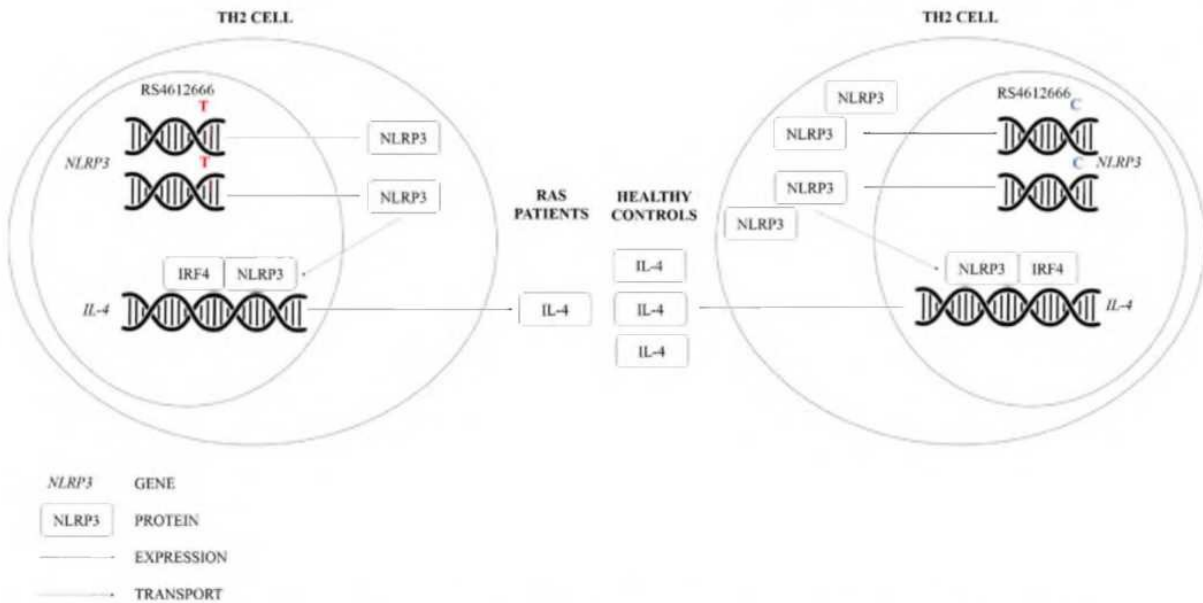 TH2 CELL
RS4612666
T
NLRP3
T
NLRP3
NLRP3
IRF4 NLRP3
IL-4
RAS
PATIENTS
IL-4
HEALTHY
CONTROLS
IL-4
IL-4
IL-4
TH2 CELL
NLRP3
NLRP3
NLRP3
NLRP3
RS4612666
C
C
NLRP3
NLRP3 IRF4
IL-4
NLRP3 GENE
NLRP3 PROTEIN
EXPRESSION
TRANSPORT